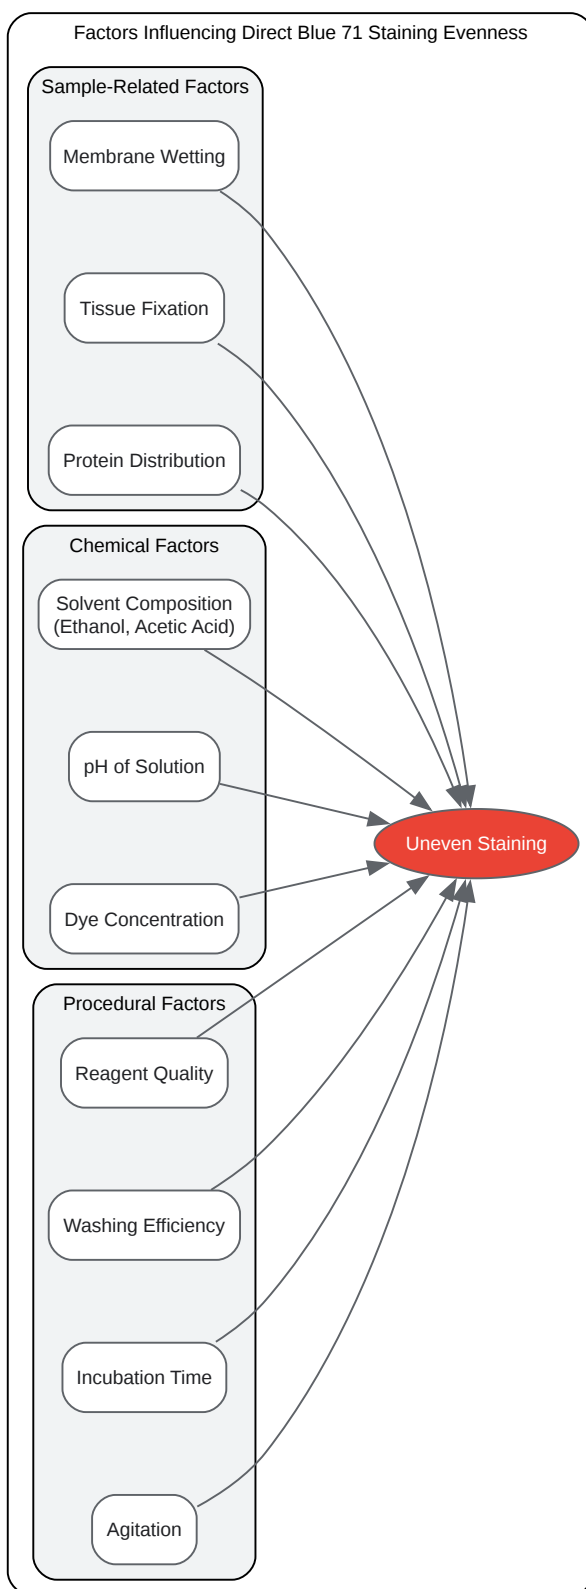 Factors Influencing Direct Blue 71 Staining Evenness
Sample-Related Factors
Membrane Wetting
Tissue Fixation
Protein Distribution
Chemical Factors
Solvent Composition
(Ethanol, Acetic Acid)
pH of Solution
Uneven Staining
Dye Concentration
Procedural Factors
Reagent Quality
Washing Efficiency
Incubation Time
Agitation